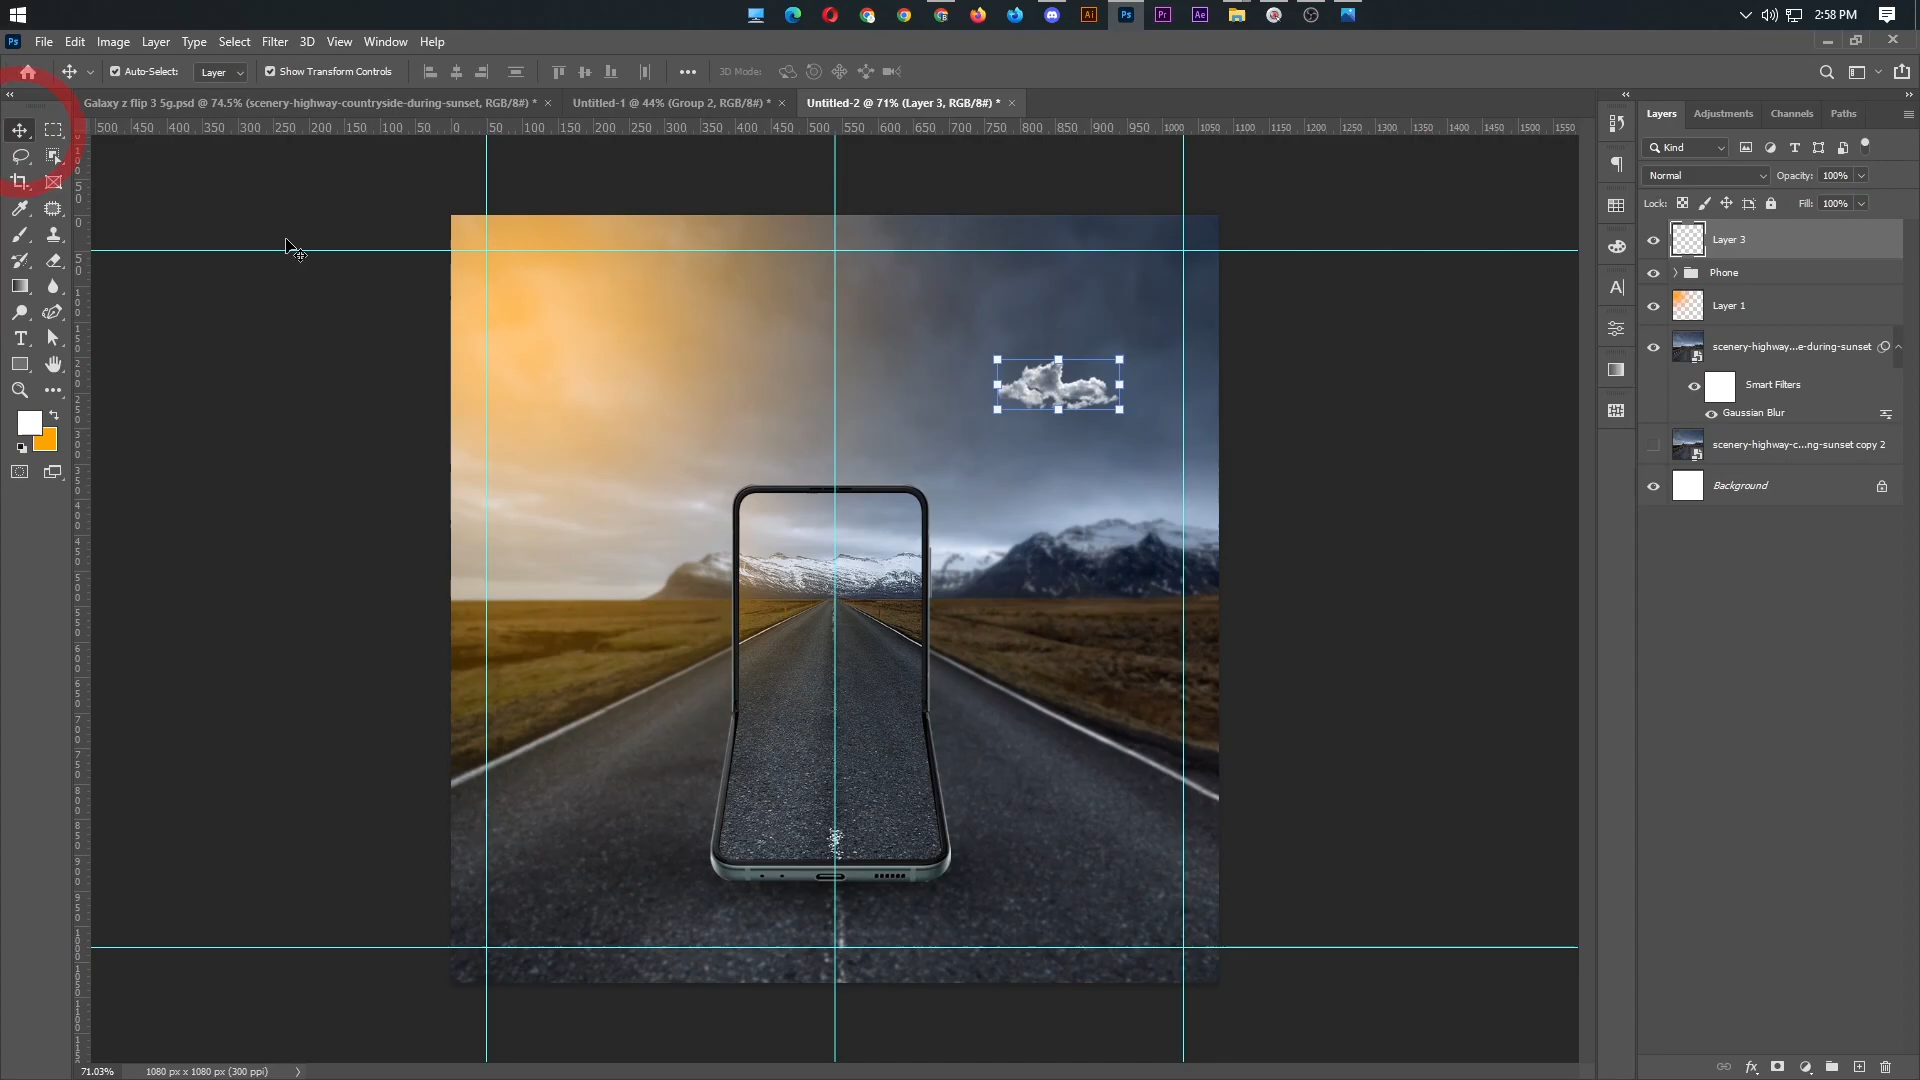 2:58 PM
File Edit Image Layer Type Select Filter 3D View Window Help
Auto-Select: Layer Show Transform Controls 3D Mode:
Galaxy z flip 3 5g.psd @ 74.5% (scenery-highway-countryside-during-sunset, RGB/8#) * Untitled-1 @ 44% (Group 2, RGB/8#) * Untitled-2 @ 71% (Layer 3, RGB/8#) *
500 450 400 350 300 250 200 150 100 50 0 50 100 150 200 250 300 350 400 450 500 550 600 650 700 750 800 850 900 950 1000 1050 1100 1150 1200 1250 1300 1350 1400 1450 1500 1550
Layers Adjustments Channels Paths
Kind
Normal Opacity: 100%
Lock: Fill: 100%
Layer 3
Phone
Layer 1
scenery-highway...e-during-sunset
Smart Filters
Gaussian Blur
scenery-highway-c...ng-sunset copy 2
Background
71.03% 1080 px x 1080 px (300 ppi)